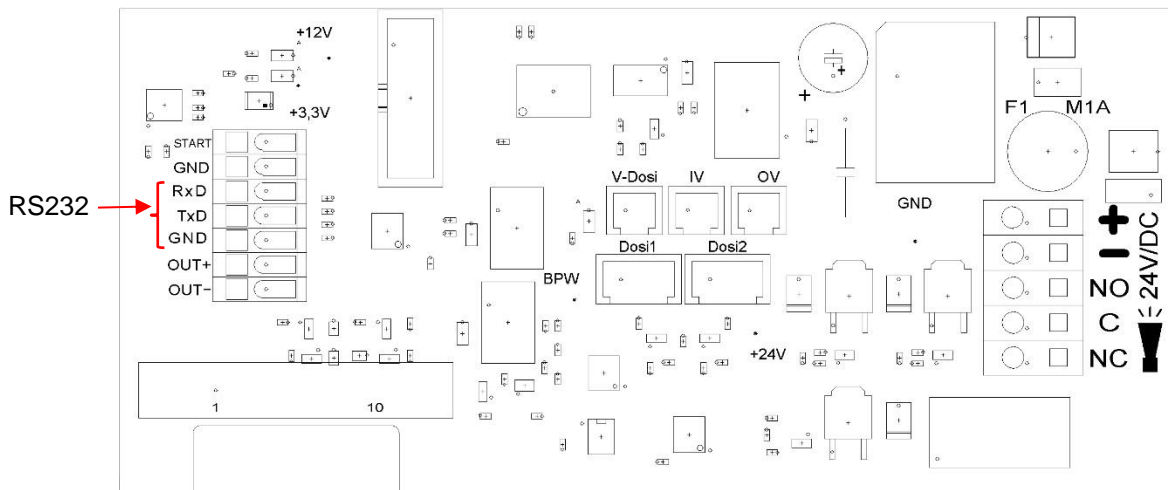 +12V
A
A
+3,3V
START
GND
RxD
TxD
GND
OUT+
OUT-
RS232
1
10
V-Dosi
IV
OV
A
Dosi1
Dosi2
BPW
+24V
+
+
GND
F1
M1A
+
-
24V/DC
NO
C
NC